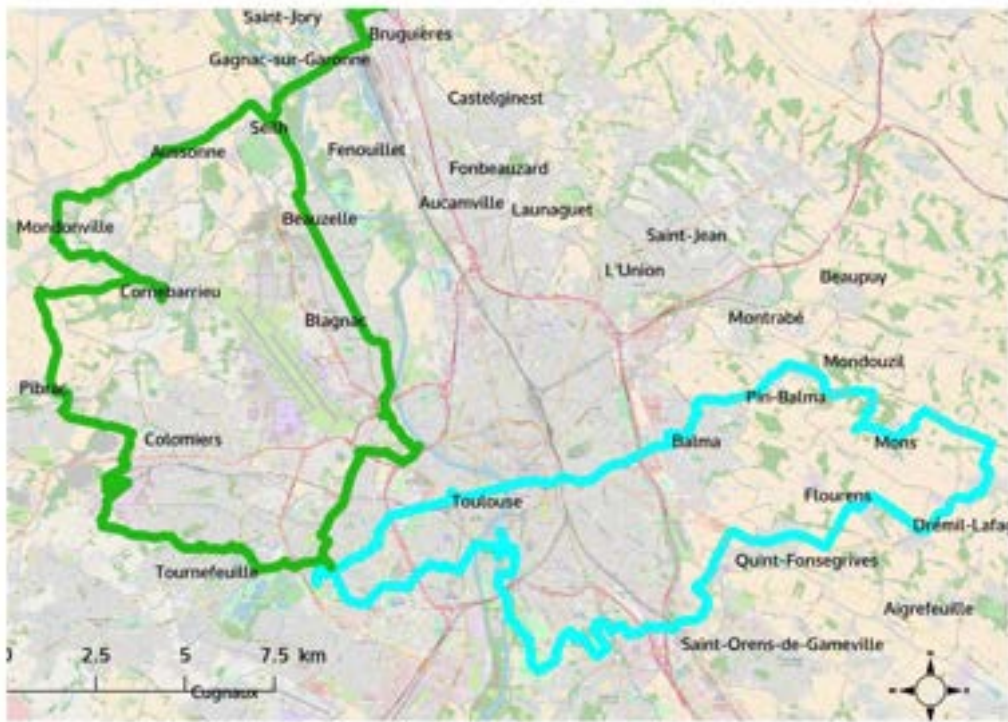 Saint-Jory
Bruguières
Gagnac-sur-Garonne
Castelginest
Seilh
Aussonne
Fenouillet
Fonbeauzard
Aucamville
Launaguet
Mondonville
Beauzelle
Saint-Jean
L'Union
Beaupuy
Cornebarrieu
Blagnac
Montrabé
Mondouzil
Pibrac
Pin-Balma
Colomiers
Balma
Mons
Toulouse
Flourens
Drémil-Lafag
Tournefeuille
Quint-Fonsegrives
Aigrefeuille
Saint-Orens-de-Gameville
0 2.5 5 7.5 km
Cugnaux